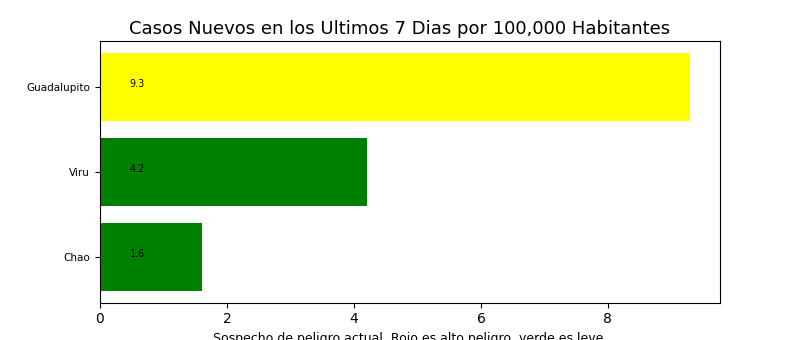 Casos Nuevos en los Ultimos 7 Dias por 100,000 Habitantes
Guadalupito
9.3
Viru
4.2
Chao
1.6
0 2 4 6 8
Sospecho de peligro actual. Rojo es alto peligro, verde es leve